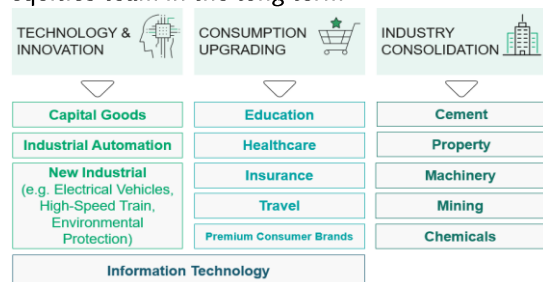 TECHNOLOGY &
INNOVATION
CONSUMPTION
UPGRADING
INDUSTRY
CONSOLIDATION
Capital Goods
Industrial Automation
New Industrial
(e.g. Electrical Vehicles,
High-Speed Train,
Environmental
Protection)
Education
Healthcare
Insurance
Travel
Premium Consumer Brands
Information Technology
Cement
Property
Machinery
Mining
Chemicals